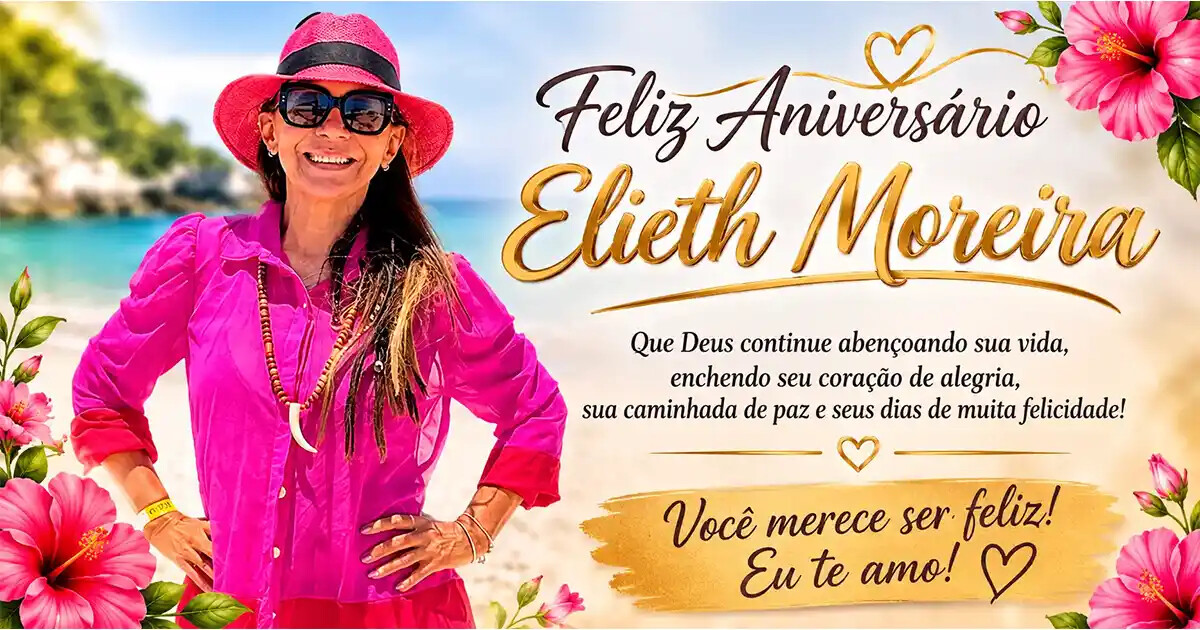 Feliz Aniversário
Elieth Moreira
Que Deus continue abençoando sua vida,
enchendo seu coração de alegria,
sua caminhada de paz e seus dias de muita felicidade!
Você merece ser feliz!
Eu te amo!